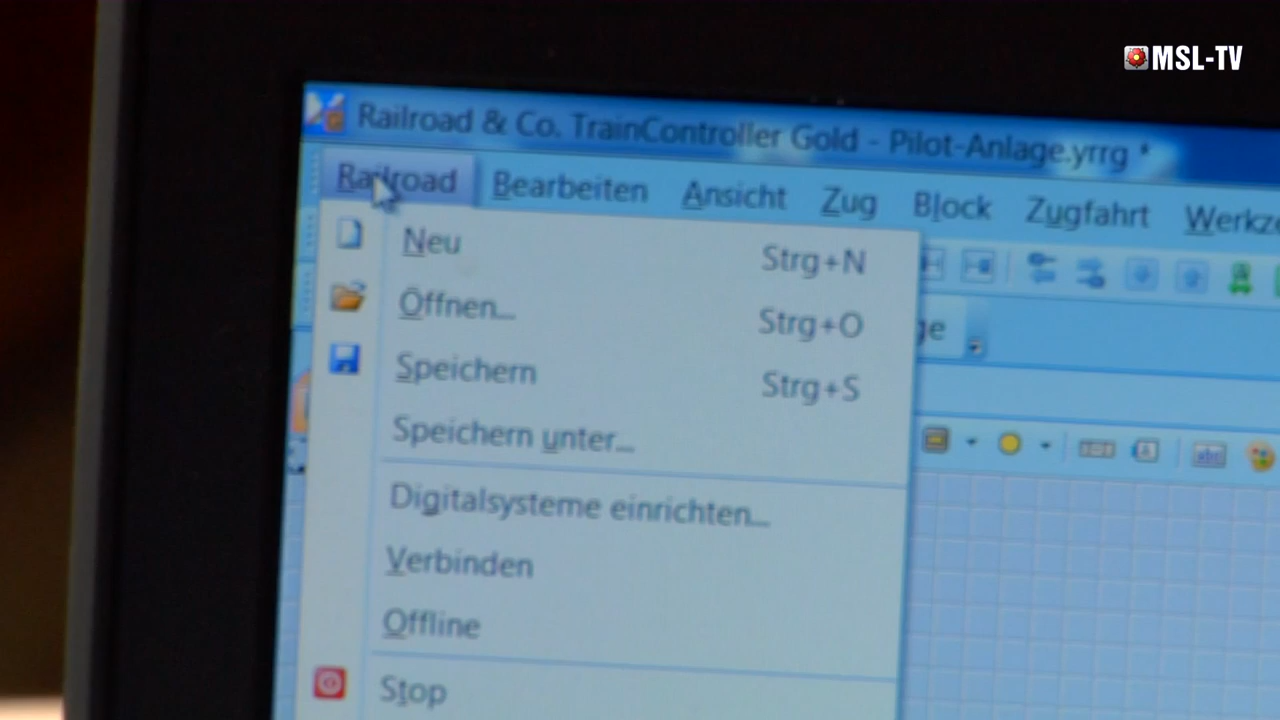 MSL-TV
Railroad & Co. TrainController Gold - Pilot-Anlage.yrrg *
Railroad Bearbeiten Ansicht Zug Block Zugfahrt
Neu Strg+N
Öffnen... Strg+O
Speichern Strg+S
Speichern unter...
Digitalsysteme einrichten...
Verbinden
Offline
Stop